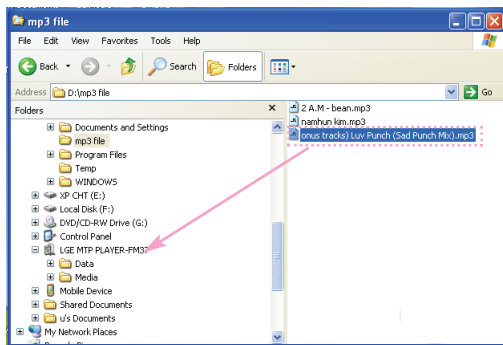 mp3 file
File Edit View Favorites Tools Help
Back Search Folders
Address D:\mp3 file Go
Folders
Documents and Settings
mp3 file
Program Files
Temp
WINDOWS
XP CHT (E:)
Local Disk (F:)
DVD/CD-RW Drive (G:)
Control Panel
LGE MTP PLAYER-FM37
Data
Media
Mobile Device
Shared Documents
u's Documents
My Network Places
2 A.M - bean.mp3
namhun kim.mp3
onus tracks) Luv Punch (Sad Punch Mix).mp3